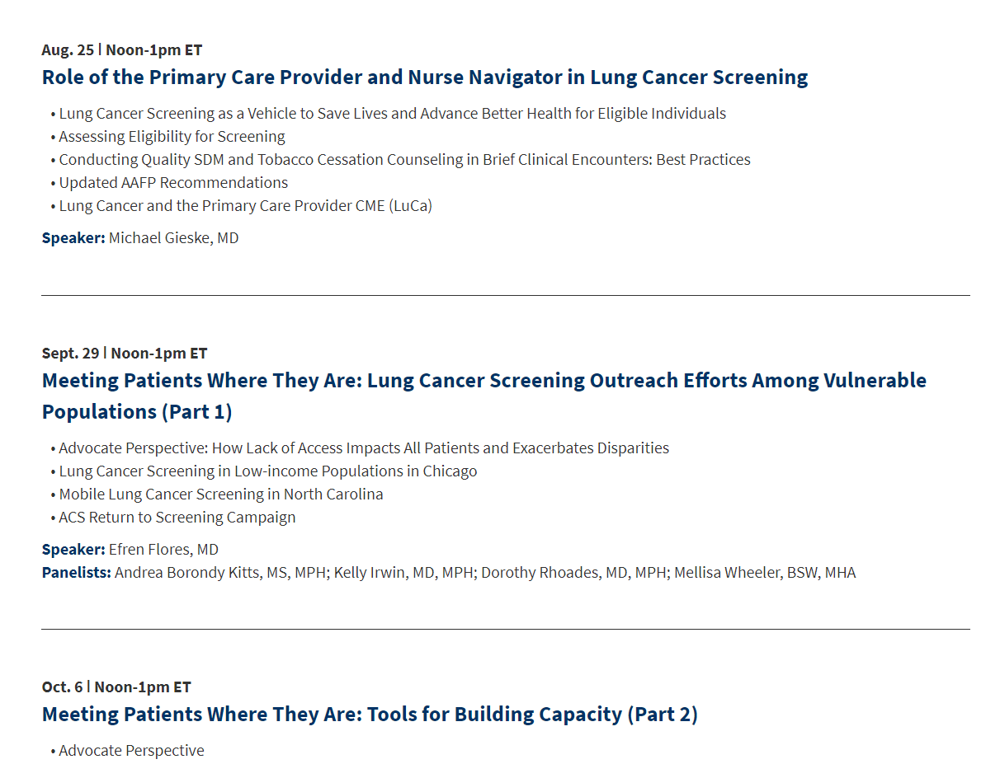 Aug. 25 | Noon-1pm ET
Role of the Primary Care Provider and Nurse Navigator in Lung Cancer Screening
• Lung Cancer Screening as a Vehicle to Save Lives and Advance Better Health for Eligible Individuals
• Assessing Eligibility for Screening
• Conducting Quality SDM and Tobacco Cessation Counseling in Brief Clinical Encounters: Best Practices
• Updated AAFP Recommendations
• Lung Cancer and the Primary Care Provider CME (LuCa)
Speaker: Michael Gieske, MD
Sept. 29 | Noon-1pm ET
Meeting Patients Where They Are: Lung Cancer Screening Outreach Efforts Among Vulnerable
Populations (Part 1)
• Advocate Perspective: How Lack of Access Impacts All Patients and Exacerbates Disparities
• Lung Cancer Screening in Low-income Populations in Chicago
• Mobile Lung Cancer Screening in North Carolina
• ACS Return to Screening Campaign
Speaker: Efren Flores, MD
Panelists: Andrea Borondy Kitts, MS, MPH; Kelly Irwin, MD, MPH; Dorothy Rhoades, MD, MPH; Mellisa Wheeler, BSW, MHA
Oct. 6 | Noon-1pm ET
Meeting Patients Where They Are: Tools for Building Capacity (Part 2)
• Advocate Perspective